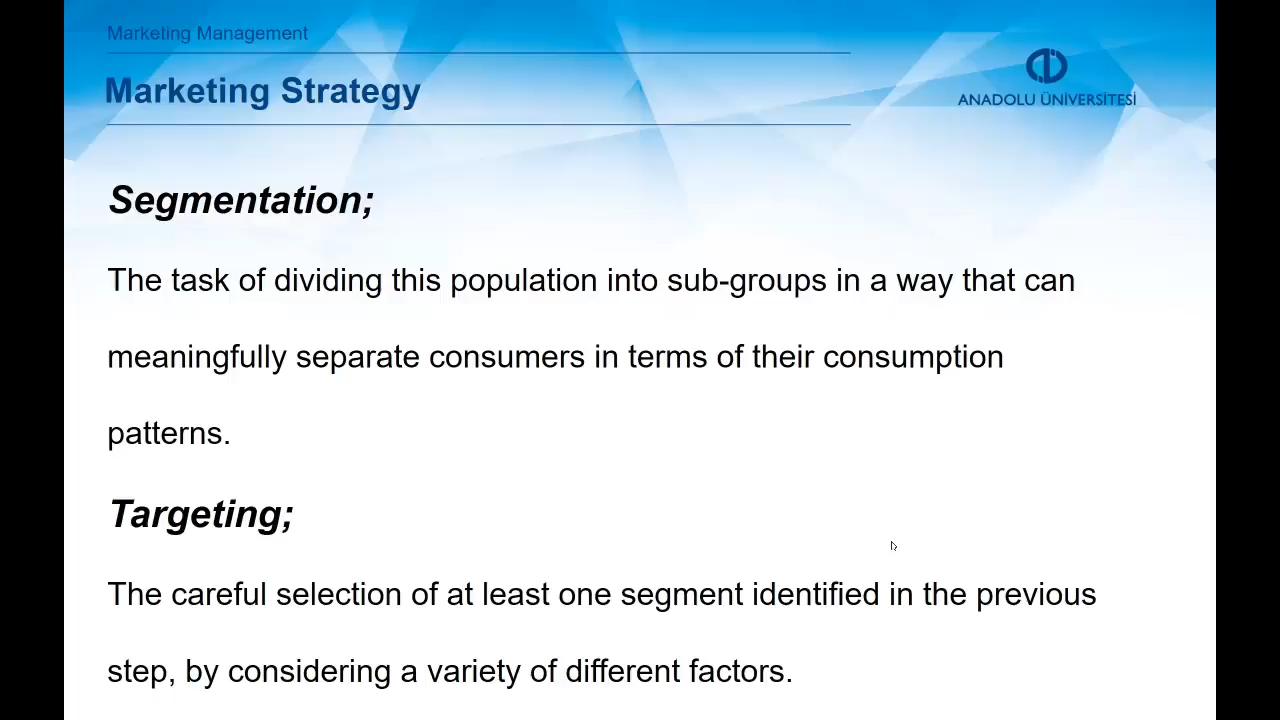 Marketing Management
Marketing Strategy
ANADOLU ÜNİVERSİTESİ
Segmentation;
The task of dividing this population into sub-groups in a way that can
meaningfully separate consumers in terms of their consumption
patterns.
Targeting;
The careful selection of at least one segment identified in the previous
step, by considering a variety of different factors.